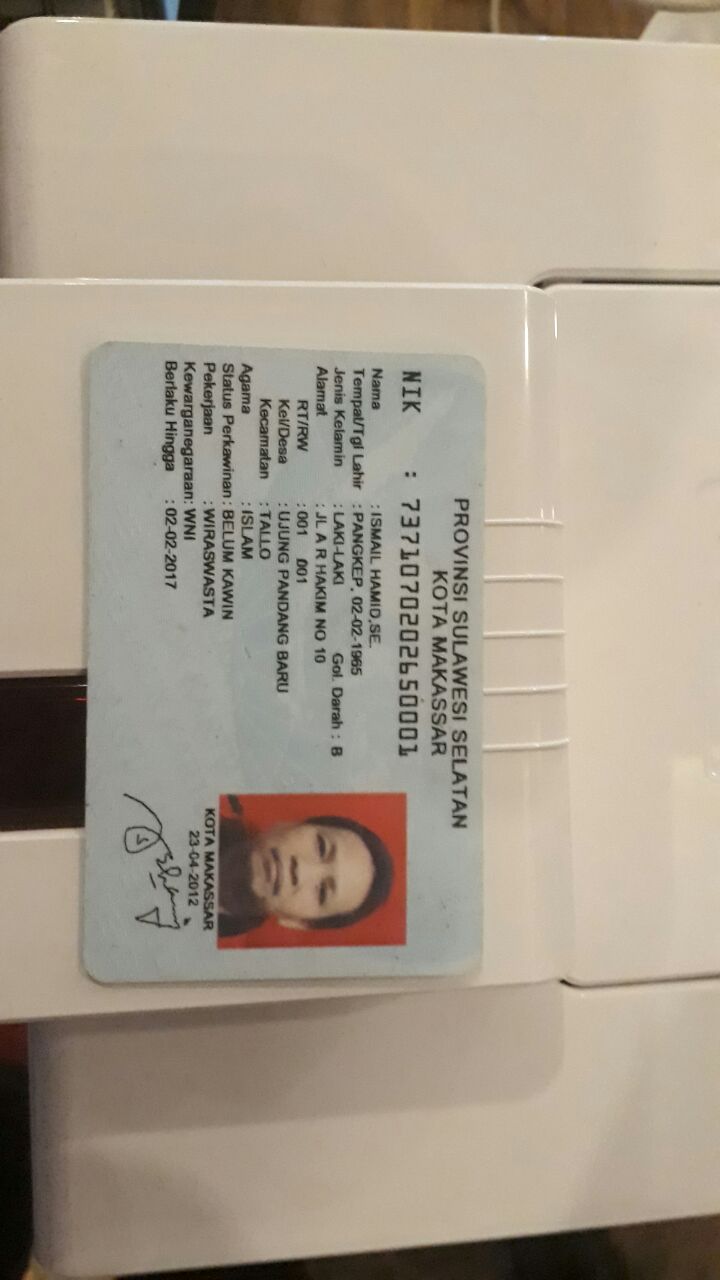 PROVINSI SULAWESI SELATAN
KOTA MAKASSAR
NIK : 7371070202650001
Nama : ISMAIL HAMID,SE.
Tempat/Tgl Lahir : PANGKEP, 02-02-1965
Jenis Kelamin : LAKI-LAKI Gol. Darah : B
Alamat : JL A R HAKIM NO 10
RT/RW : 001 001
Kel/Desa : UJUNG PANDANG BARU
Kecamatan : TALLO
Agama : ISLAM
Status Perkawinan : BELUM KAWIN
Pekerjaan : WIRASWASTA
Kewarganegaraan: WNI
Berlaku Hingga : 02-02-2017
KOTA MAKASSAR
23-04-2012